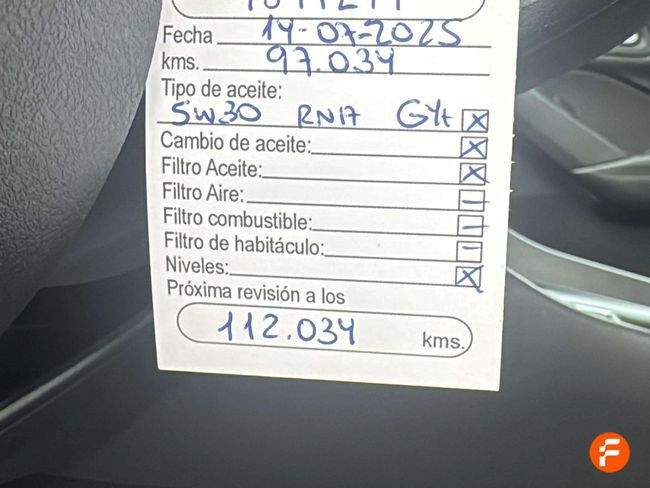 Fecha 14-07-2025
kms. 97.034
Tipo de aceite:
5W30 RN17
Cambio de aceite: X
Filtro Aceite: X
Filtro Aire: –
Filtro combustible: –
Filtro de habitáculo: –
Niveles: X
Próxima revisión a los
112.034 kms.